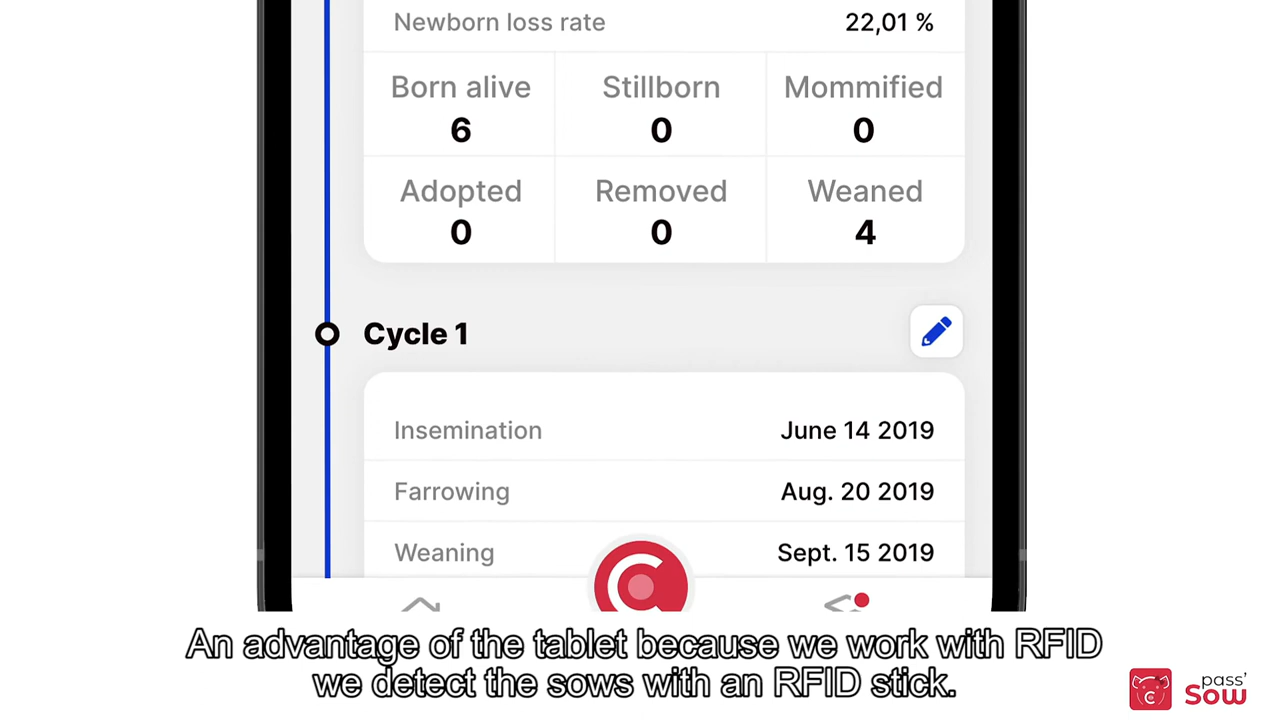 Newborn loss rate 22,01 %
Born alive Stillborn Mommified
6 0 0
Adopted Removed Weaned
0 0 4
Cycle 1
Insemination June 14 2019
Farrowing Aug. 20 2019
Weaning Sept. 15 2019
An advantage of the tablet because we work with RFID
we detect the sows with an RFID stick.
pass'
Sow